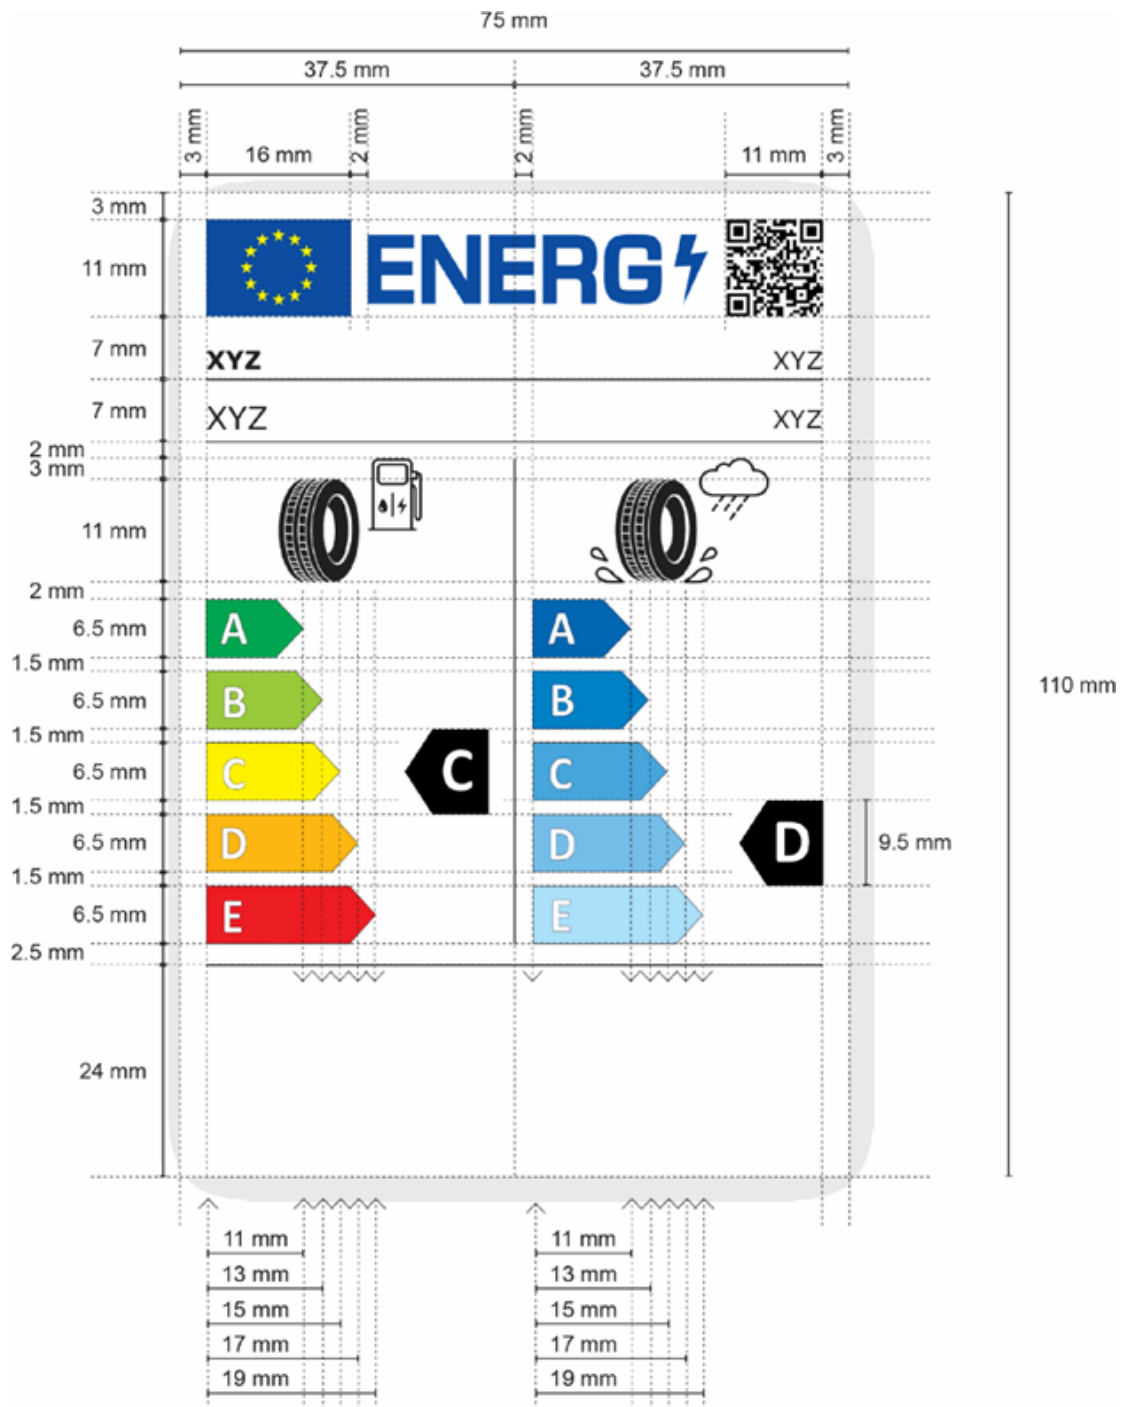 75 mm
37.5 mm 37.5 mm
3 mm 16 mm 2 mm 2 mm 11 mm 3 mm
3 mm
11 mm ENERG
7 mm XYZ XYZ
7 mm XYZ XYZ
2 mm
3 mm
11 mm
2 mm
6.5 mm A A
1.5 mm
6.5 mm B B
110 mm
1.5 mm
6.5 mm C C C
1.5 mm
6.5 mm D D D 9.5 mm
1.5 mm
6.5 mm E E
2.5 mm
24 mm
11 mm 11 mm
13 mm 13 mm
15 mm 15 mm
17 mm 17 mm
19 mm 19 mm